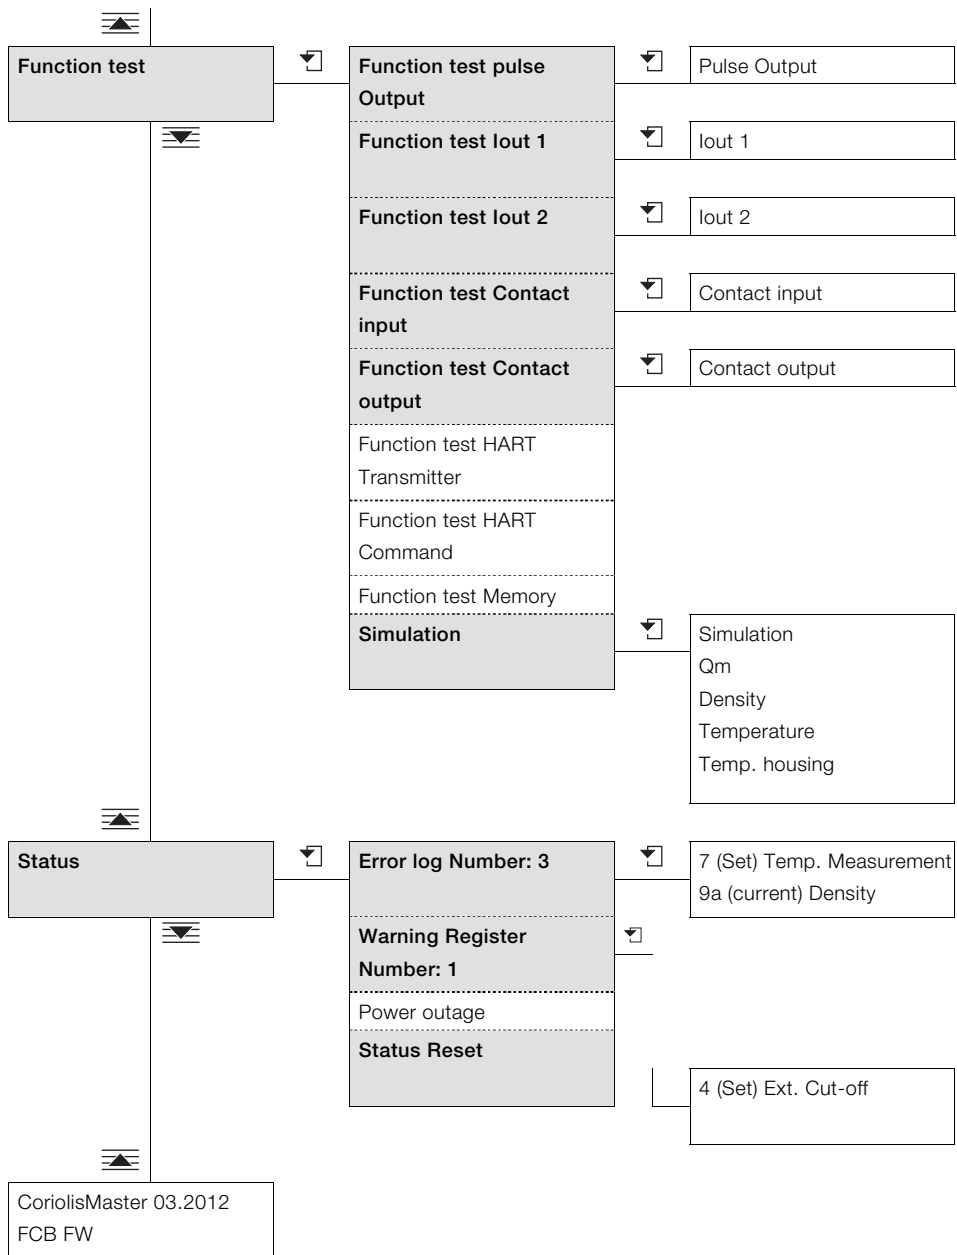 Function test
Function test pulse
Output
Pulse Output
Function test Iout 1
Iout 1
Function test Iout 2
Iout 2
Function test Contact
input
Contact input
Function test Contact
output
Contact output
Function test HART
Transmitter
Function test HART
Command
Function test Memory
Simulation
Simulation
Qm
Density
Temperature
Temp. housing
Status
Error log Number: 3
7 (Set) Temp. Measurement
9a (current) Density
Warning Register
Number: 1
Power outage
Status Reset
4 (Set) Ext. Cut-off
CoriolisMaster 03.2012
FCB FW